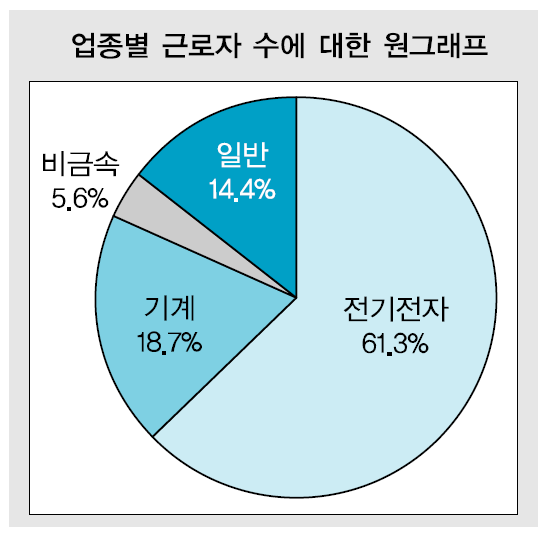 업종별 근로자 수에 대한 원그래프
비금속
5.6%
일반
14.4%
기계
18.7%
전기전자
61.3%